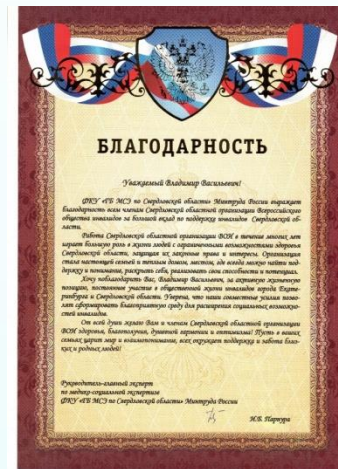 БЛАГОДАРНОСТЬ
Уважаемый Владимир Васильевич!
ФКУ «ГБ МСЭ по Свердловской области» Минтруда России выражает
благодарность всем членам Свердловской областной организации Всероссийского
общества инвалидов за большой вклад по поддержке инвалидов Свердловской об-
ласти.
Работа Свердловской областной организации ВОИ в течение многих лет
играет большую роль в жизни людей с ограниченными возможностями здоровья
Свердловской области, защищая их законные права и интересы. Организация
стала настоящей семьей и теплым домом, местом, где всегда можно найти под-
держку и понимание, раскрыть себя, реализовать свои способности и потенциал.
Хочу поблагодарить Вас, Владимир Васильевич, за активную жизненную
позицию, постоянное участие в общественной жизни инвалидов города Екате-
ринбурга и Свердловской области. Уверена, что наши совместные усилия позво-
лят сформировать благоприятную среду для расширения социальных возможно-
стей инвалидов.
От всей души желаю Вам и членам Свердловской областной организации
ВОИ здоровья, благополучия, душевной гармонии и оптимизма! Пусть в ваших
семьях царит мир и взаимопонимание, всех окружает поддержка и забота близ-
ких и родных людей!
Руководитель-главный эксперт
по медико-социальной экспертизе
ФКУ «ГБ МСЭ по Свердловской области» Минтруда России
И.В.